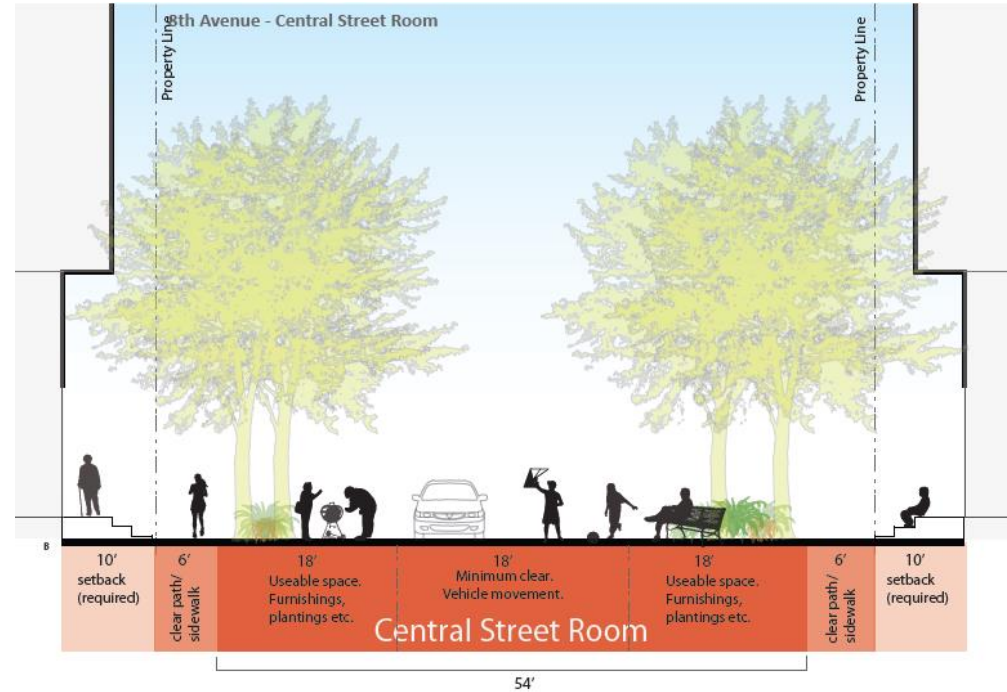 8th Avenue - Central Street Room
Property Line
Property Line
B
10'
setback
(required)
6'
clear path/
sidewalk
18'
Useable space.
Furnishings,
plantings etc.
18'
Minimum clear.
Vehicle movement.
18'
Useable space.
Furnishings,
plantings etc.
6'
clear path/
sidewalk
10'
setback
(required)
Central Street Room
54'